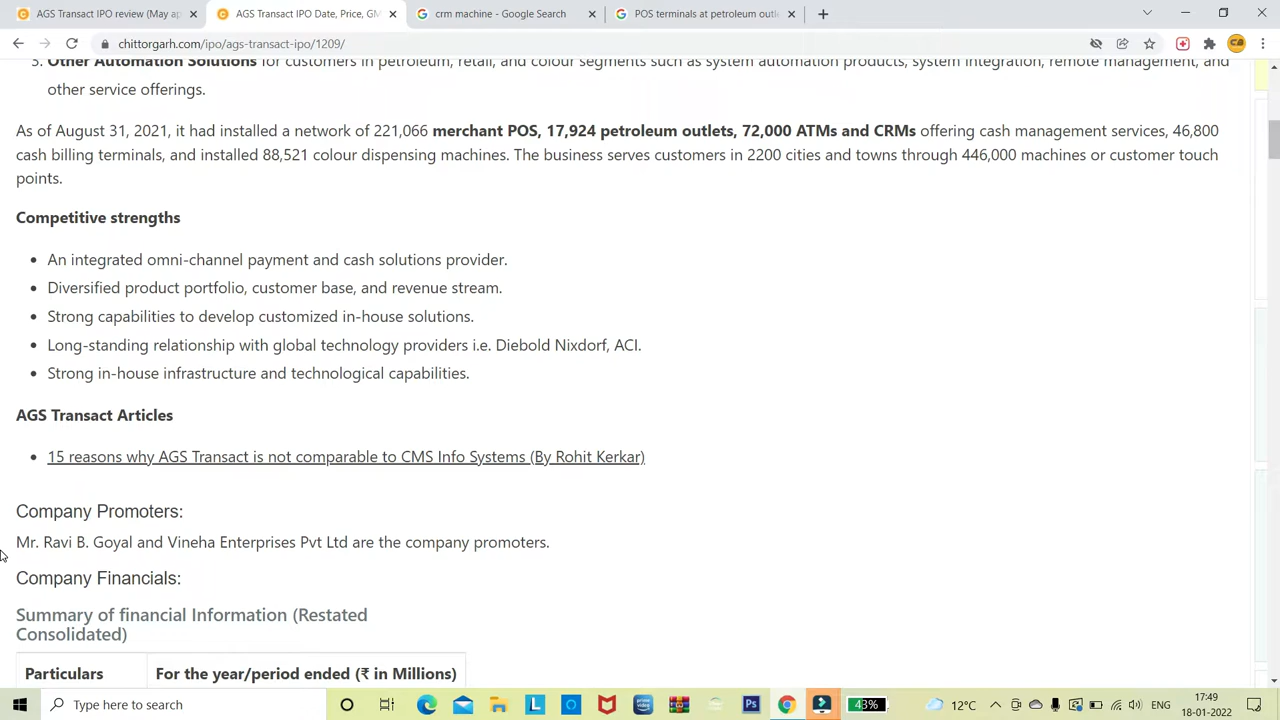 AGS Transact IPO review (May ap
AGS Transact IPO Date, Price, GM
crm machine - Google Search
POS terminals at petroleum outle
chittorgarh.com/ipo/ags-transact-ipo/1209/
3. Other Automation Solutions for customers in petroleum, retail, and colour segments such as system automation products, system integration, remote management, and
other service offerings.
As of August 31, 2021, it had installed a network of 221,066 merchant POS, 17,924 petroleum outlets, 72,000 ATMs and CRMs offering cash management services, 46,800
cash billing terminals, and installed 88,521 colour dispensing machines. The business serves customers in 2200 cities and towns through 446,000 machines or customer touch
points.
Competitive strengths
• An integrated omni-channel payment and cash solutions provider.
• Diversified product portfolio, customer base, and revenue stream.
• Strong capabilities to develop customized in-house solutions.
• Long-standing relationship with global technology providers i.e. Diebold Nixdorf, ACI.
• Strong in-house infrastructure and technological capabilities.
AGS Transact Articles
• 15 reasons why AGS Transact is not comparable to CMS Info Systems (By Rohit Kerkar)
Company Promoters:
Mr. Ravi B. Goyal and Vineha Enterprises Pvt Ltd are the company promoters.
Company Financials:
Summary of financial Information (Restated
Consolidated)
Particulars
For the year/period ended (₹ in Millions)
Type here to search
43%
12°C
17:49
18-01-2022